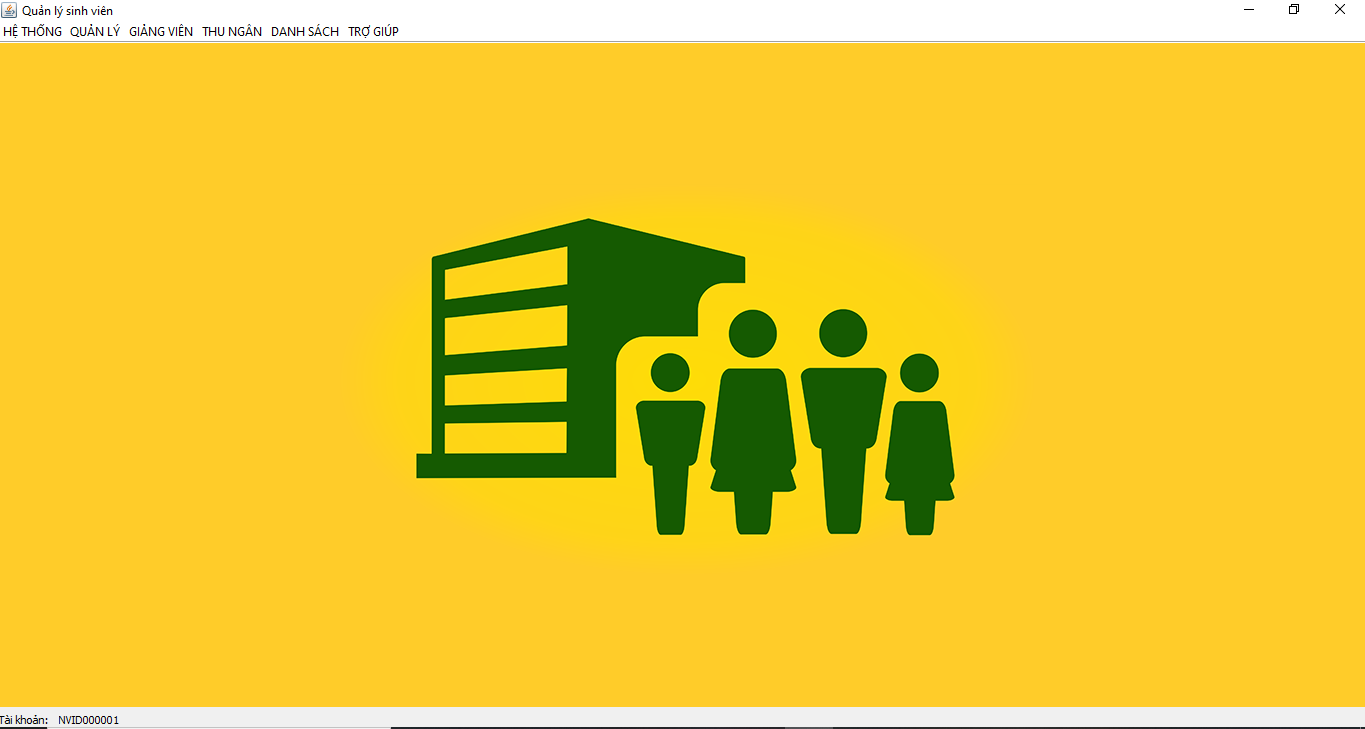 Quản lý sinh viên
HỆ THỐNG QUẢN LÝ GIẢNG VIÊN THU NGÂN DANH SÁCH TRỢ GIÚP
Tài khoản: NVID000001